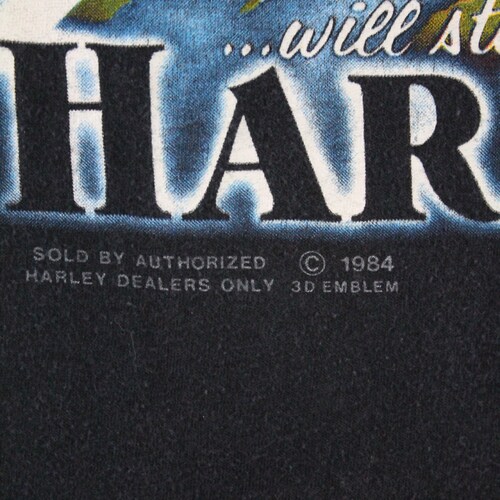 ...will st
HAR
SOLD BY AUTHORIZED © 1984
HARLEY DEALERS ONLY 3D EMBLEM